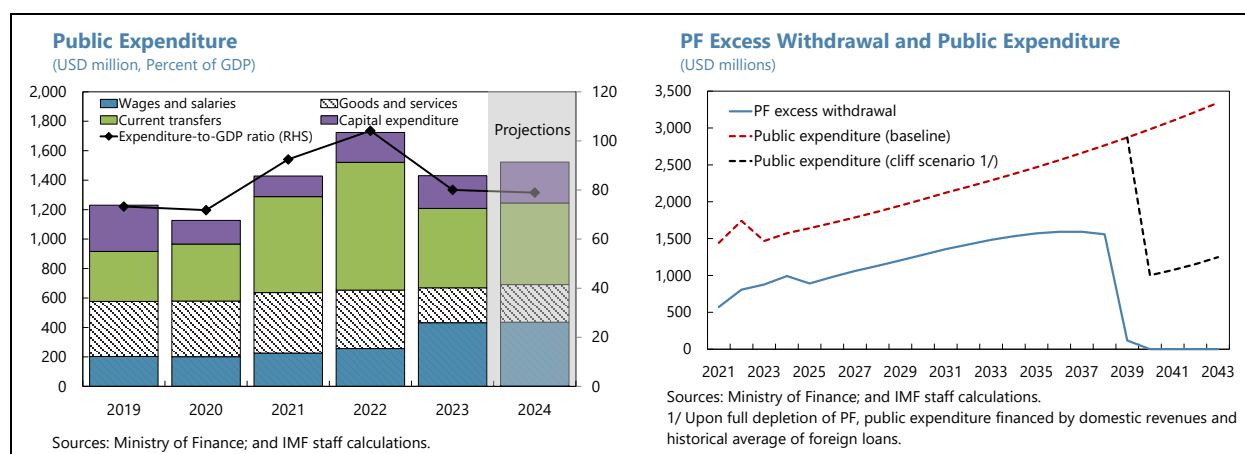 Public Expenditure
(USD million, Percent of GDP)
2,000
1,800
1,600
1,400
1,200
1,000
800
600
400
200
0
Wages and salaries
Goods and services
Current transfers
Capital expenditure
Expenditure-to-GDP ratio (RHS)
Projections
120
100
80
60
40
20
0
2019 2020 2021 2022 2023 2024
Sources: Ministry of Finance; and IMF staff calculations.
PF Excess Withdrawal and Public Expenditure
(USD millions)
3,500
3,000
2,500
2,000
1,500
1,000
500
0
PF excess withdrawal
Public expenditure (baseline)
Public expenditure (cliff scenario 1/)
2021 2023 2025 2027 2029 2031 2033 2035 2037 2039 2041 2043
Sources: Ministry of Finance; and IMF staff calculations.
1/ Upon full depletion of PF, public expenditure financed by domestic revenues and
historical average of foreign loans.